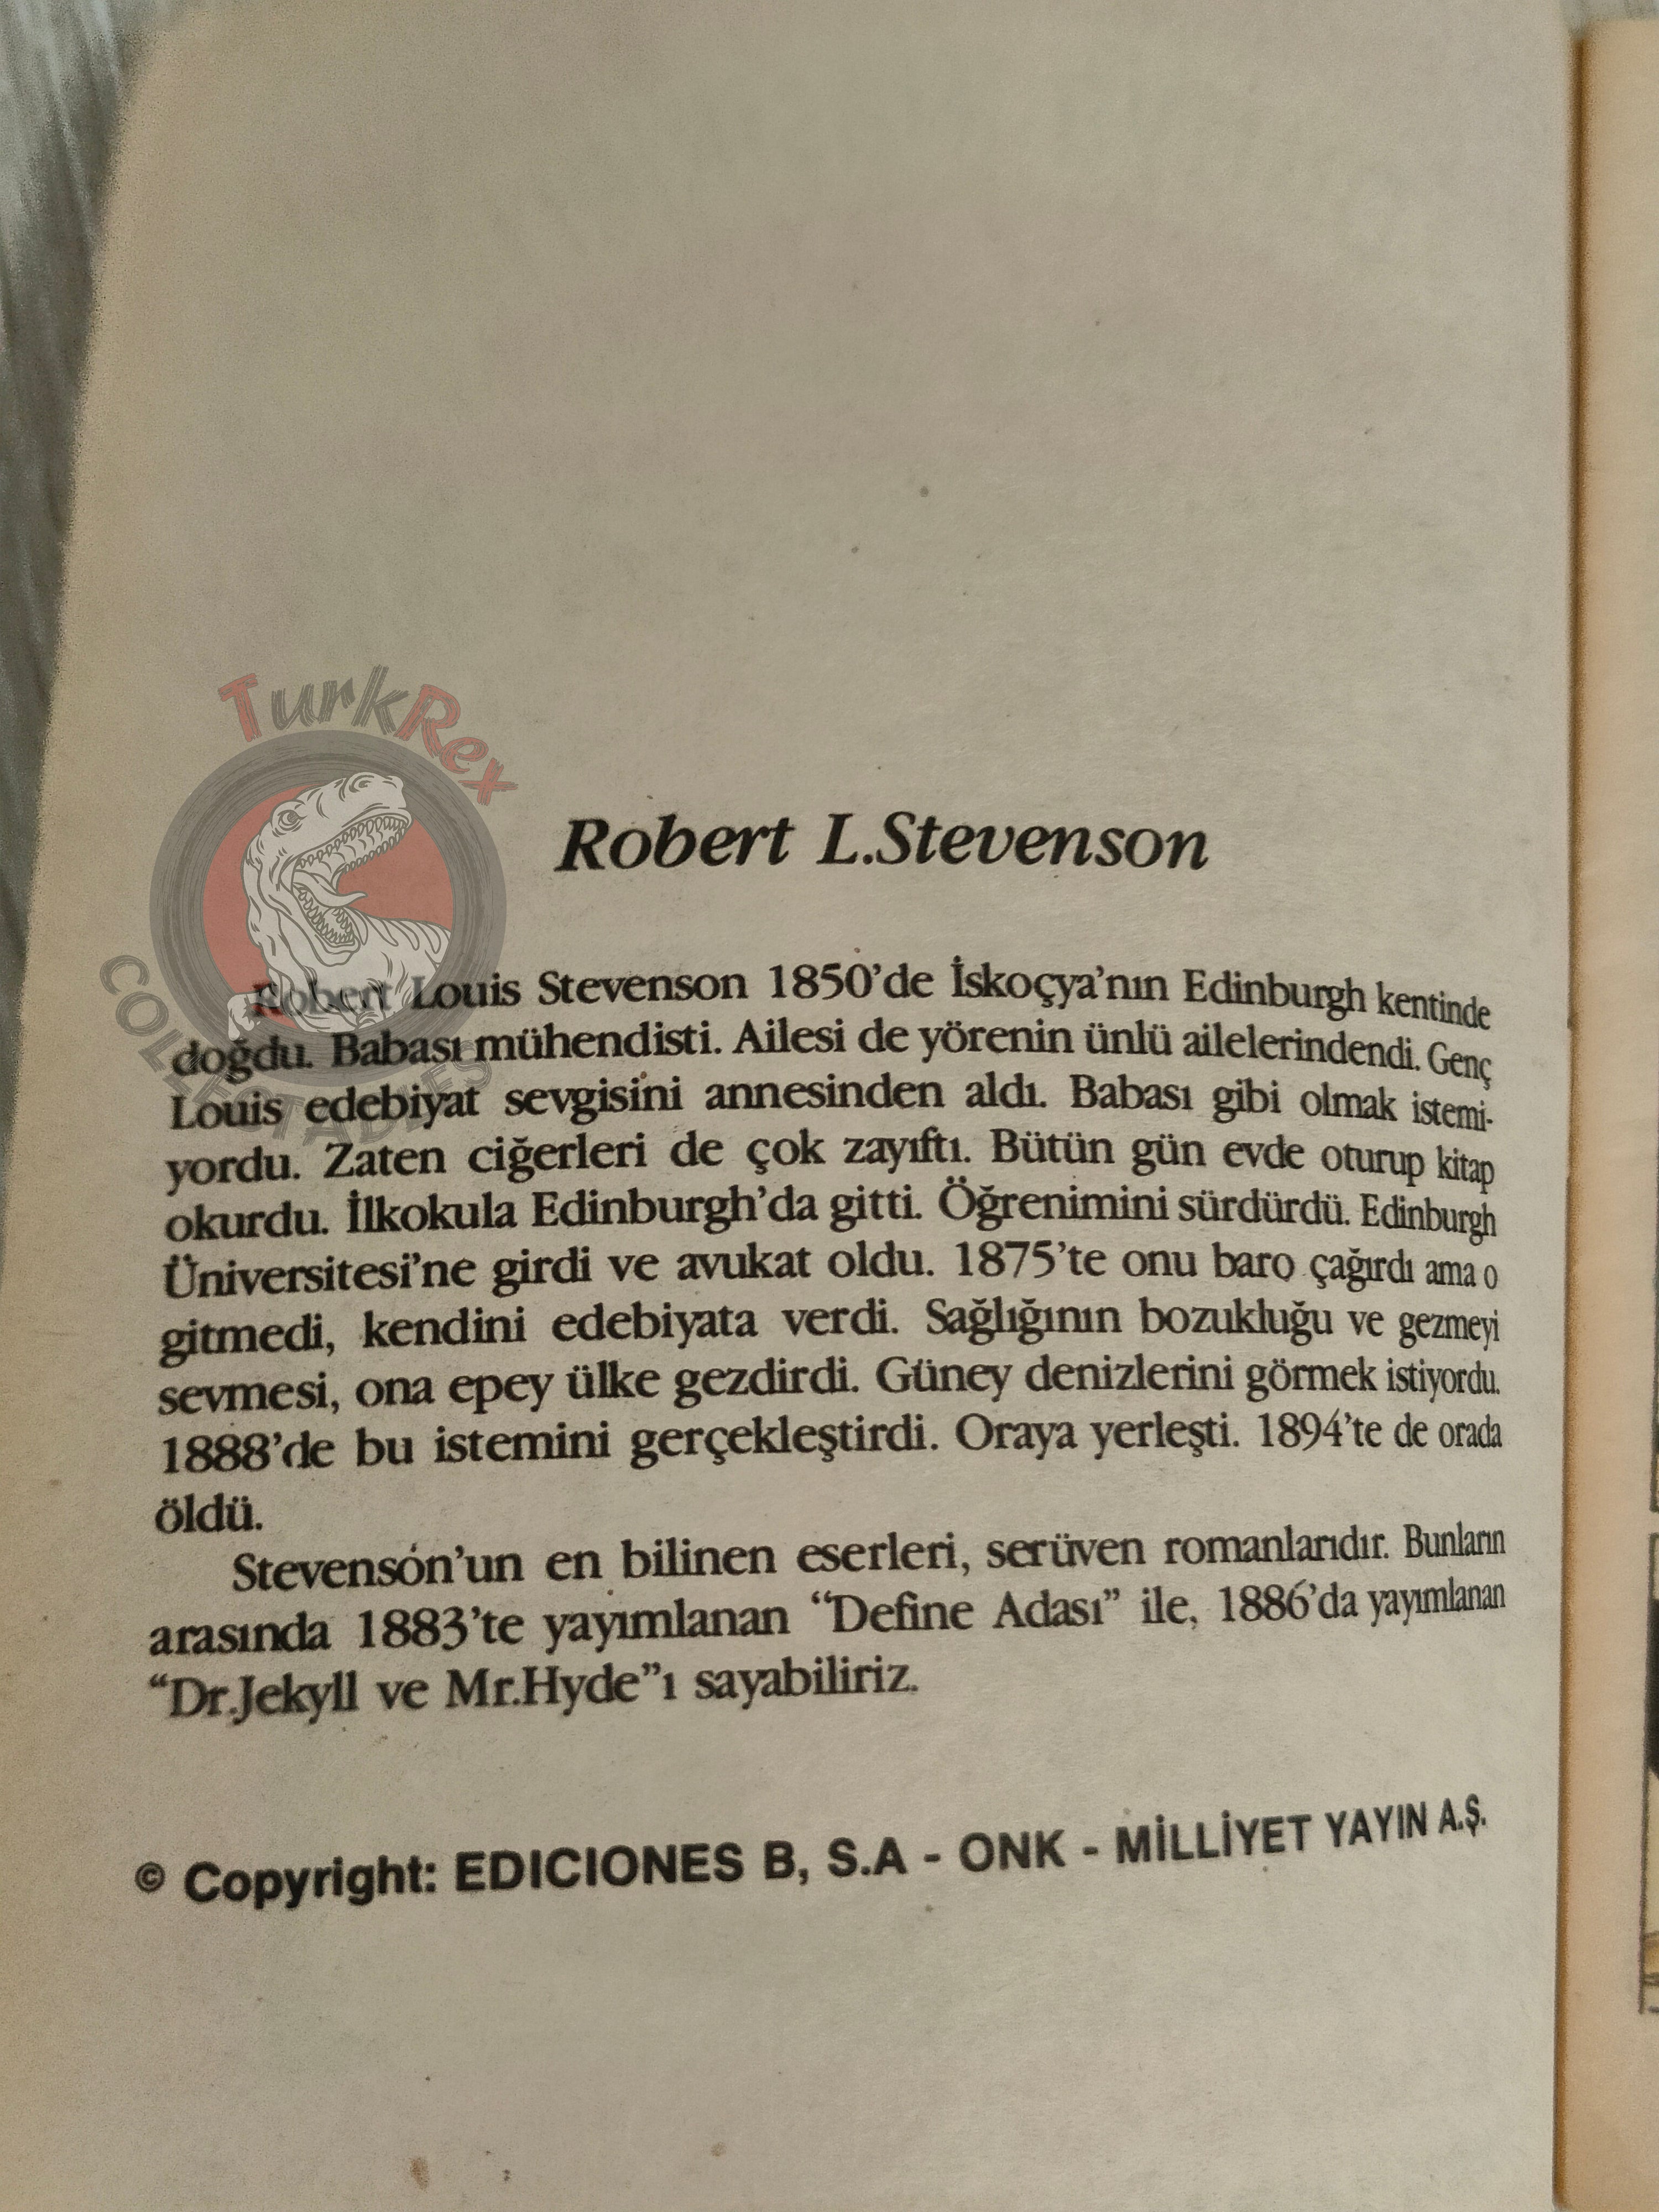 TurkRex
COLLECTABLES
Robert L.Stevenson
Robert Louis Stevenson 1850’de İskoçya’nın Edinburgh kentinde
doğdu. Babası mühendisti. Ailesi de yörenin ünlü ailelerindendi. Genç
Louis edebiyat sevgisini annesinden aldı. Babası gibi olmak istemi-
yordu. Zaten ciğerleri de çok zayıftı. Bütün gün evde oturup kitap
okurdu. İlkokula Edinburgh’da gitti. Öğrenimini sürdürdü. Edinburgh
Üniversitesi’ne girdi ve avukat oldu. 1875’te onu baro çağırdı ama o
gitmedi, kendini edebiyata verdi. Sağlığının bozukluğu ve gezmeyi
sevmesi, ona epey ülke gezdirdi. Güney denizlerini görmek istiyordu.
1888’de bu istemini gerçekleştirdi. Oraya yerleşti. 1894’te de orada
öldü.
Stevenson’un en bilinen eserleri, serüven romanlarıdır. Bunların
arasında 1883’te yayımlanan “Define Adası” ile, 1886’da yayımlanan
“Dr.Jekyll ve Mr.Hyde”ı sayabiliriz.
© Copyright: EDICIONES B, S.A - ONK - MİLLİYET YAYIN A.Ş.